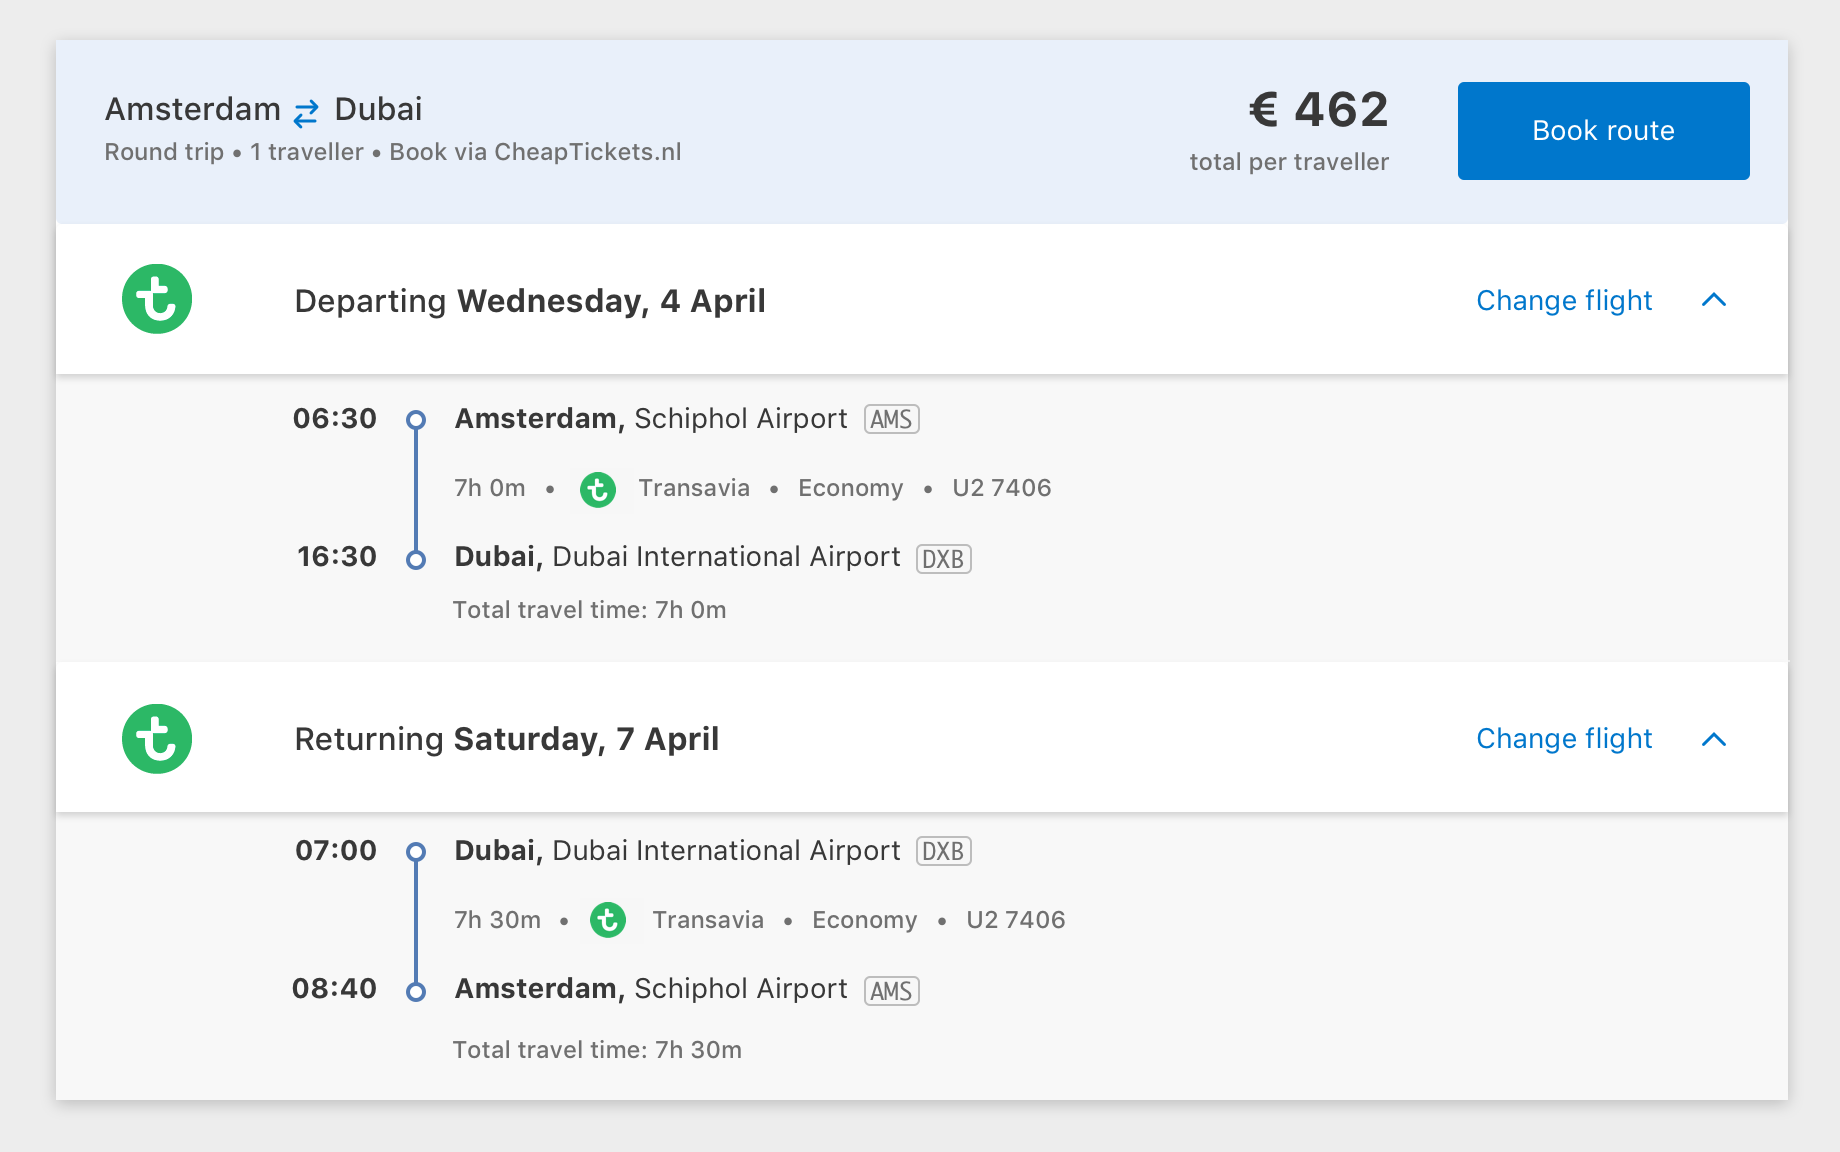 Amsterdam ⇄ Dubai
Round trip • 1 traveller • Book via CheapTickets.nl
€ 462
total per traveller
Book route
Departing Wednesday, 4 April
Change flight
06:30 Amsterdam, Schiphol Airport AMS
7h 0m • Transavia • Economy • U2 7406
16:30 Dubai, Dubai International Airport DXB
Total travel time: 7h 0m
Returning Saturday, 7 April
Change flight
07:00 Dubai, Dubai International Airport DXB
7h 30m • Transavia • Economy • U2 7406
08:40 Amsterdam, Schiphol Airport AMS
Total travel time: 7h 30m